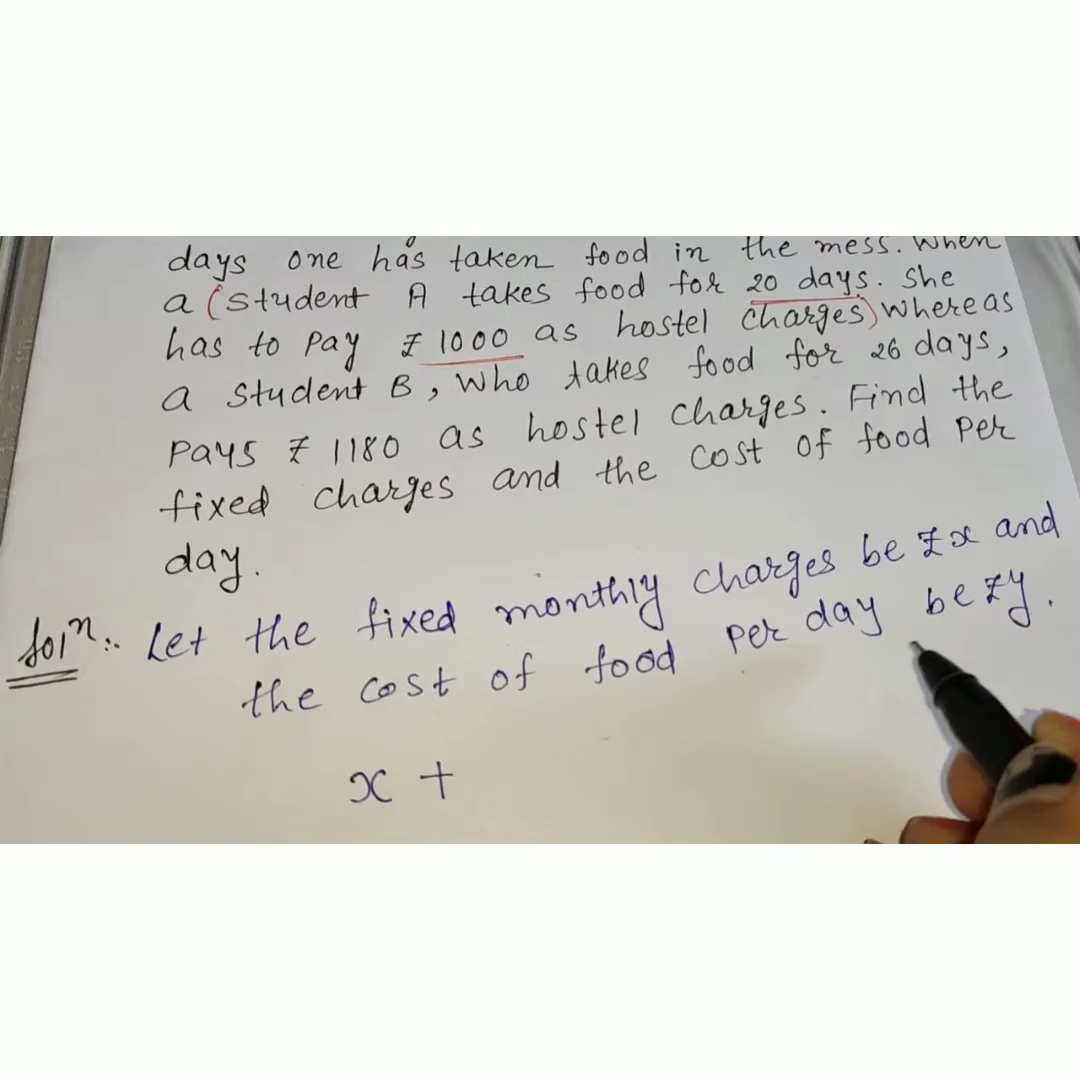 days one has taken food in the mess. When
a (Student A takes food for 20 days. She
has to pay ₹ 1000 as hostel charges) Whereas
a Student B, Who takes food for 26 days,
Pays ₹ 1180 as hostel charges. Find the
fixed charges and the cost of food Per
day.
Solⁿ:. Let the fixed monthly charges be ₹x and
the cost of food Per day be ₹y.
x +